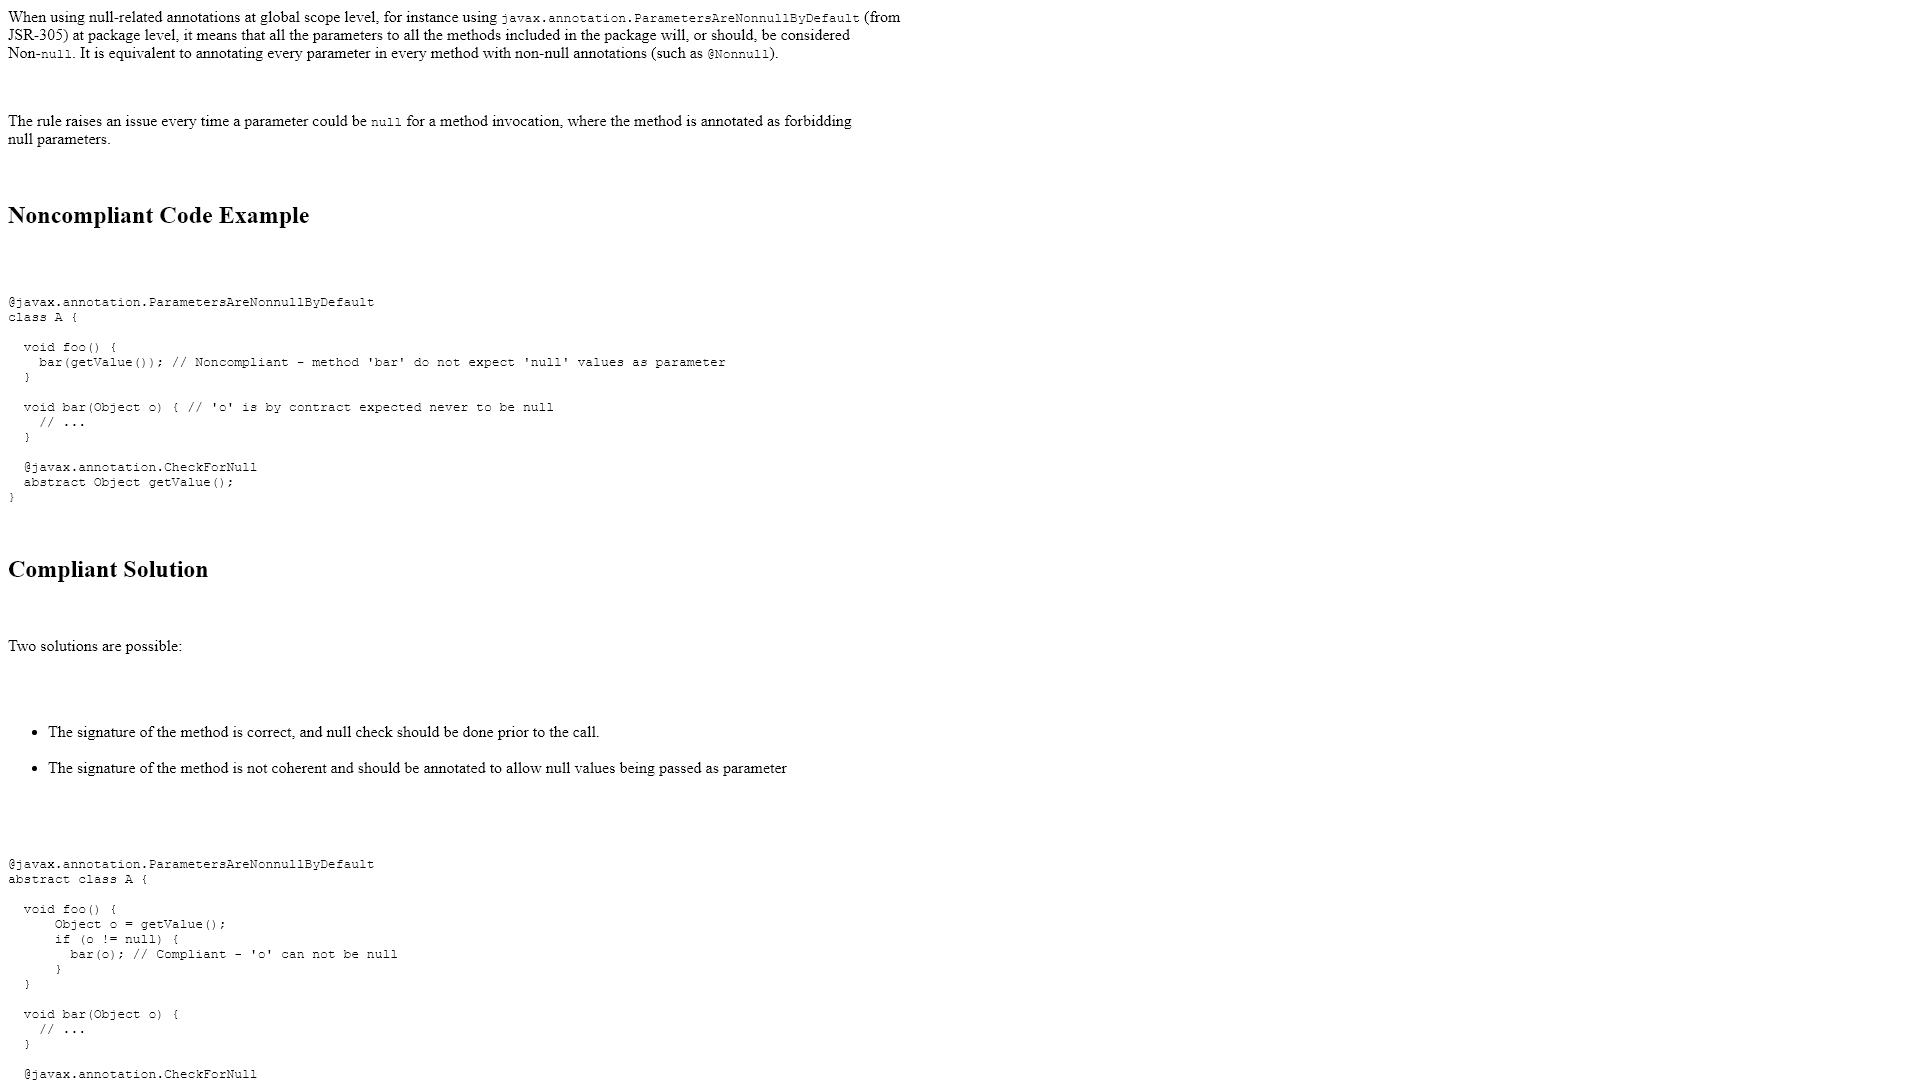 When using null-related annotations at global scope level, for instance using javax.annotation.ParametersAreNonnullByDefault (from
JSR-305) at package level, it means that all the parameters to all the methods included in the package will, or should, be considered
Non-null. It is equivalent to annotating every parameter in every method with non-null annotations (such as @Nonnull).
The rule raises an issue every time a parameter could be null for a method invocation, where the method is annotated as forbidding
null parameters.
Noncompliant Code Example
@javax.annotation.ParametersAreNonnullByDefault
class A {
  void foo() {
    bar(getValue()); // Noncompliant - method 'bar' do not expect 'null' values as parameter
  }
  void bar(Object o) { // 'o' is by contract expected never to be null
    // ...
  }
  @javax.annotation.CheckForNull
  abstract Object getValue();
}
Compliant Solution
Two solutions are possible:
• The signature of the method is correct, and null check should be done prior to the call.
• The signature of the method is not coherent and should be annotated to allow null values being passed as parameter
@javax.annotation.ParametersAreNonnullByDefault
abstract class A {
  void foo() {
      Object o = getValue();
      if (o != null) {
        bar(o); // Compliant - 'o' can not be null
      }
  }
  void bar(Object o) {
    // ...
  }
  @javax.annotation.CheckForNull